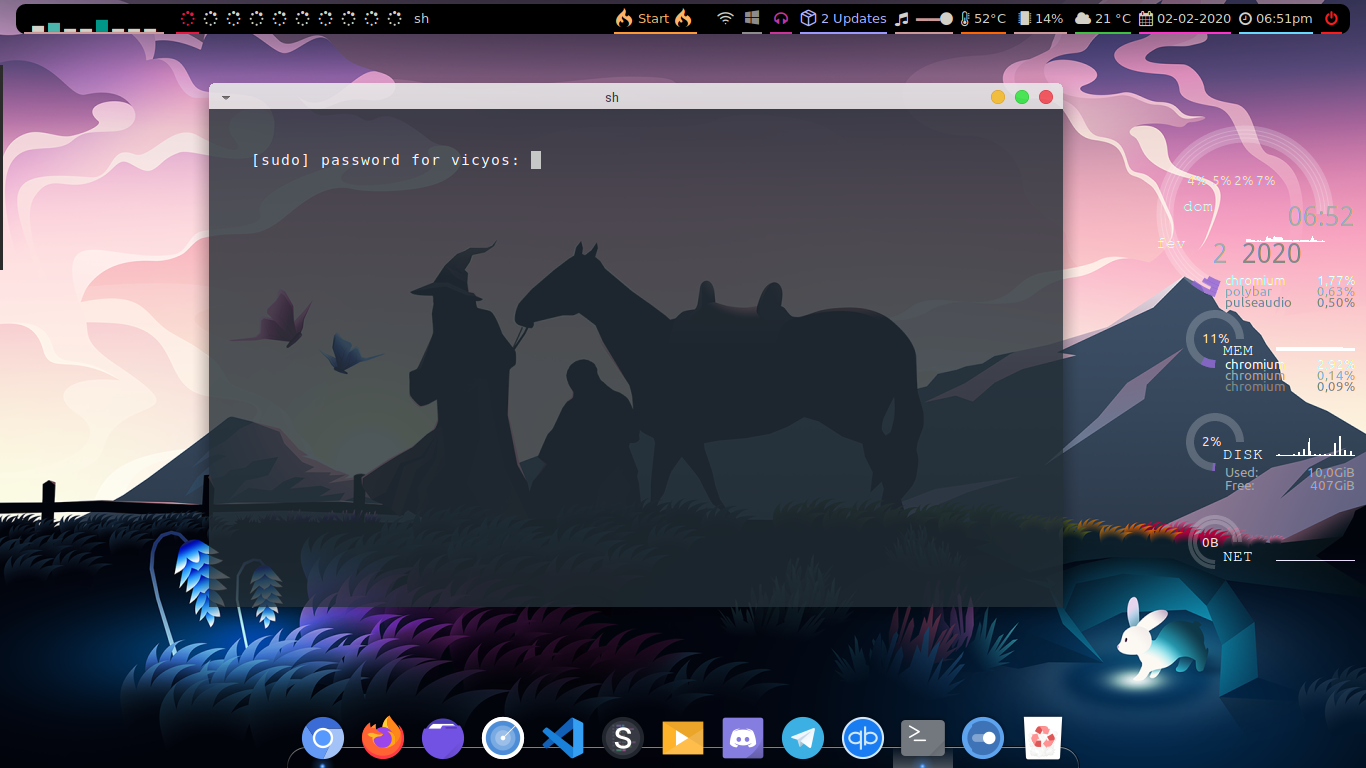 sh Start 2 Updates 52°C 14% 21 °C 02-02-2020 06:51pm
sh
[sudo] password for vicyos:
4% 5% 2% 7%
dom
06:52
fev
2 2020
chromium 1,77%
polybar 0,63%
pulseaudio 0,50%
11%
MEM
chromium
chromium 0,14%
chromium 0,09%
2%
DISK
Used: 10,0GiB
Free: 407GiB
0B
NET
S
qb